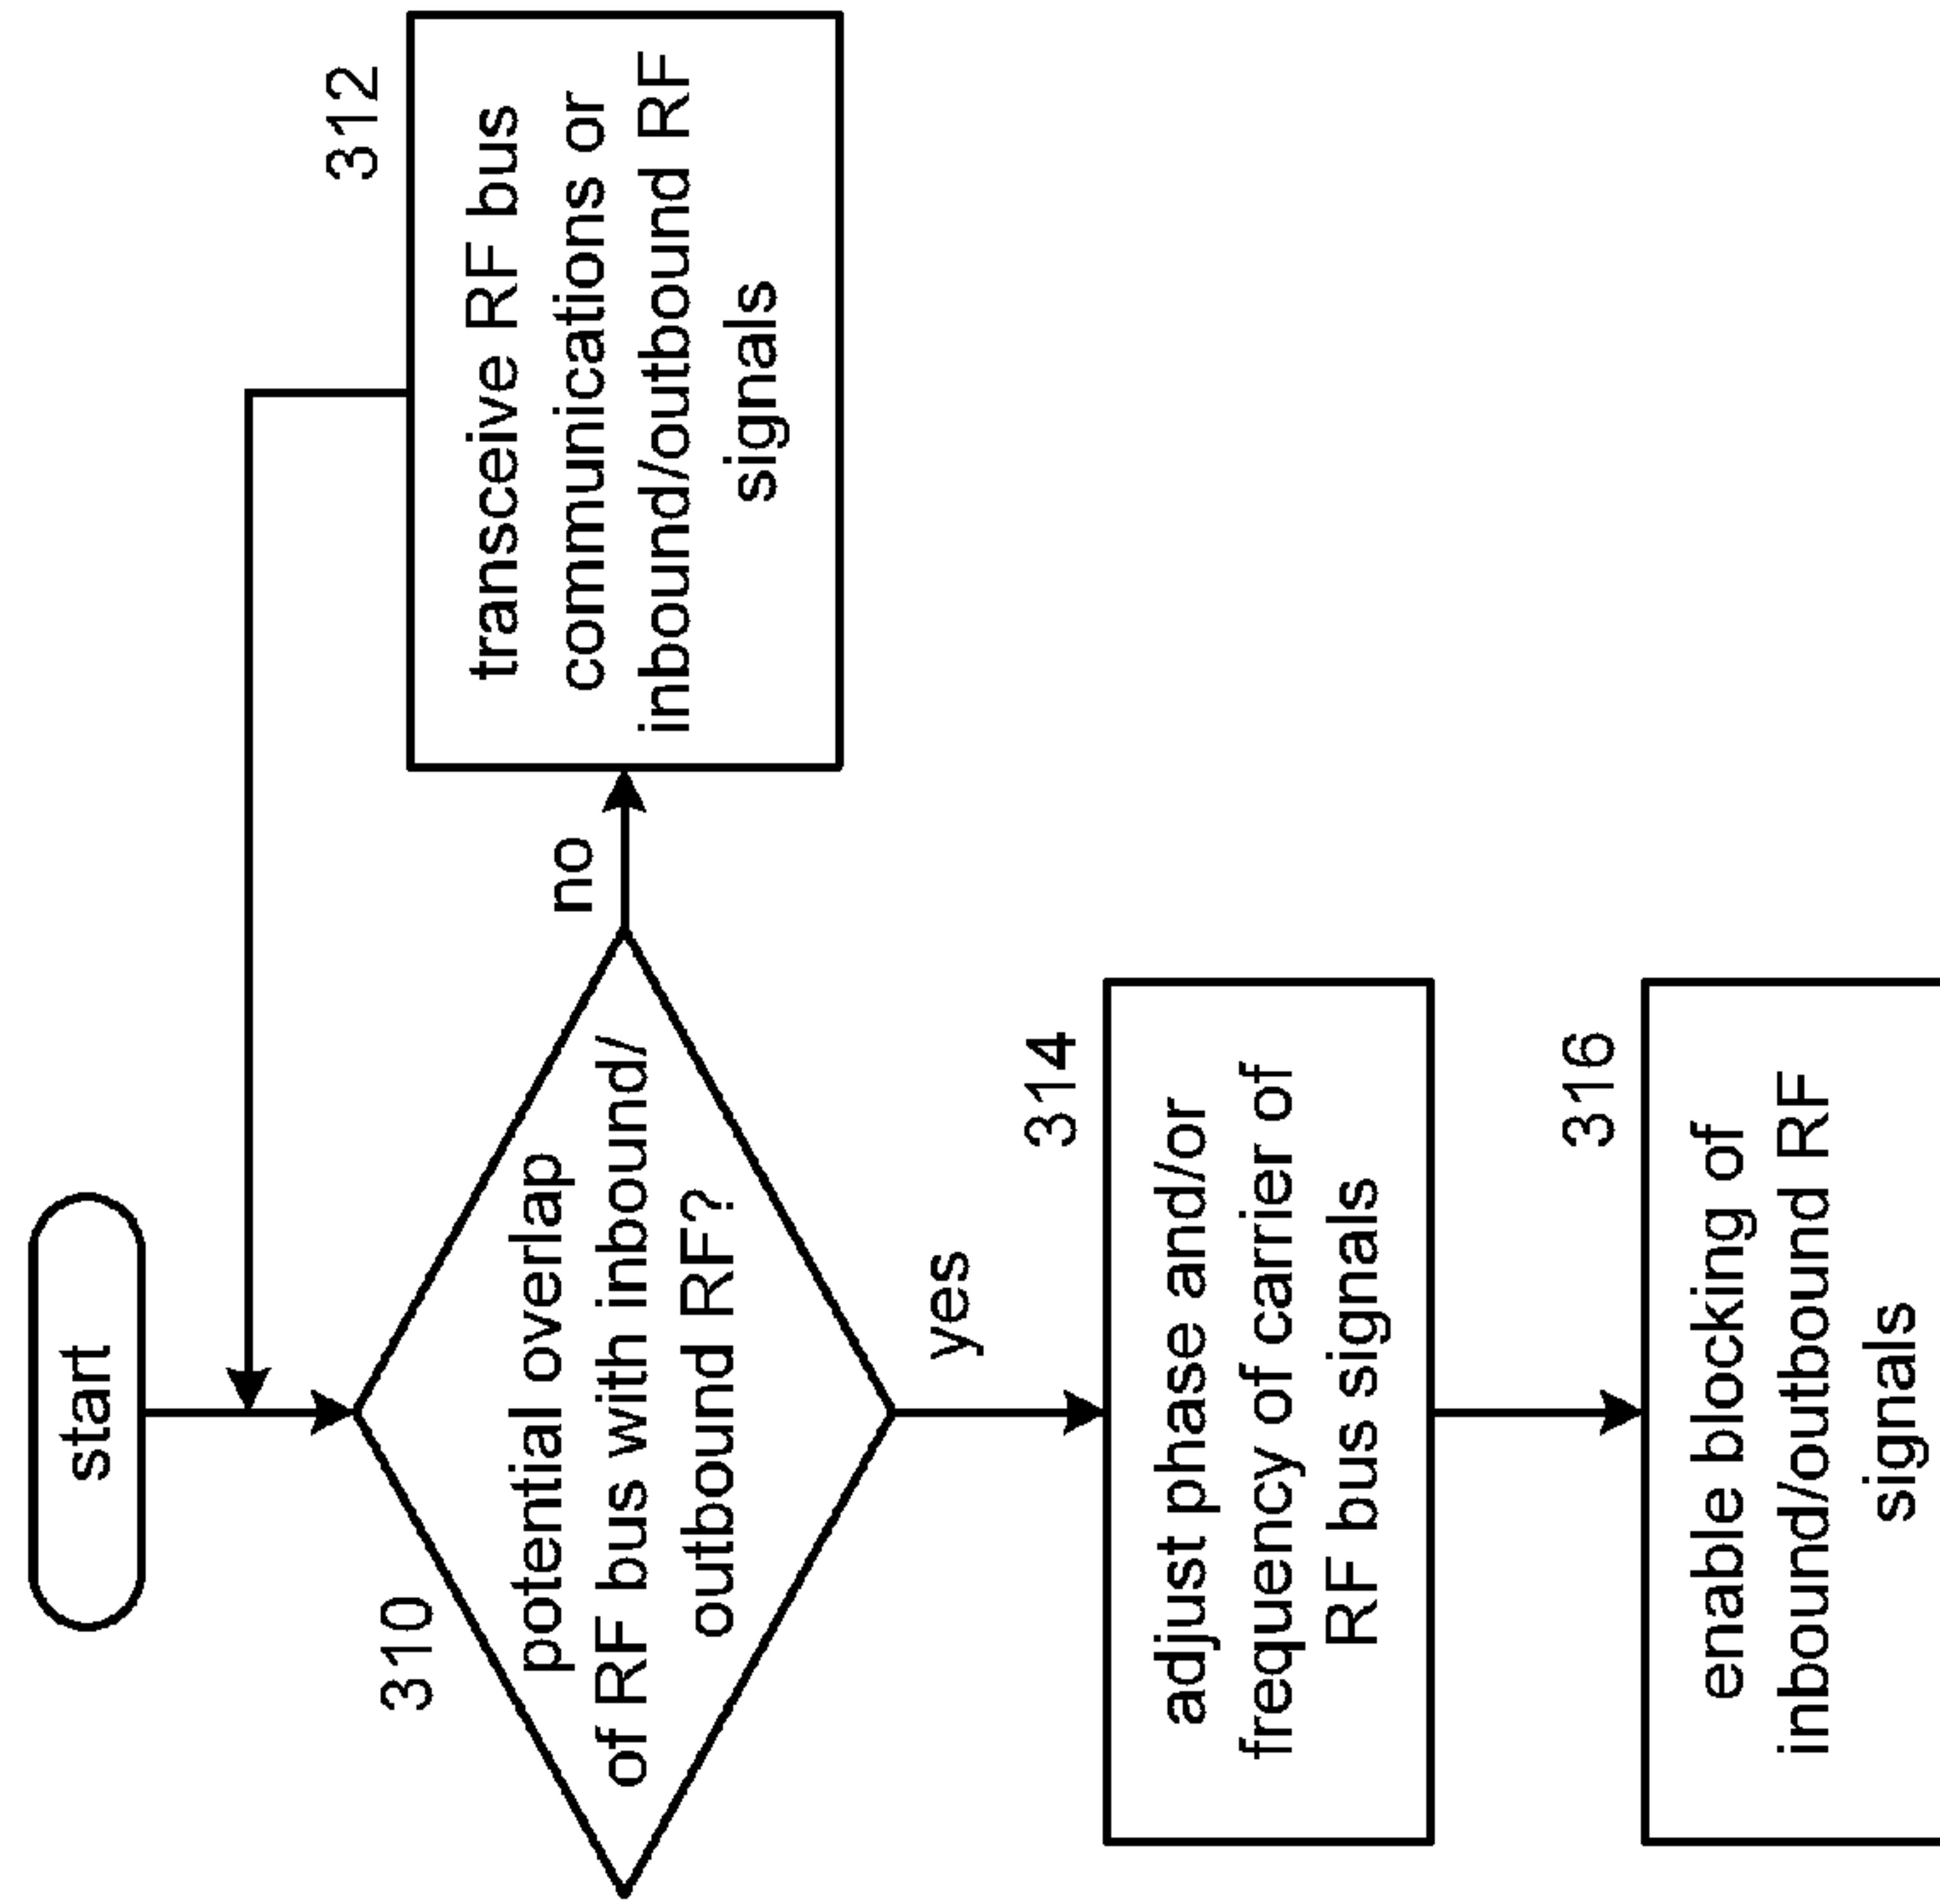 start
310
potential overlap
of RF bus with inbound/
outbound RF?
no
312
transceive RF bus
communications or
inbound/outbound RF
signals
yes
314
adjust phase and/or
frequency of carrier of
RF bus signals
316
enable blocking of
inbound/outbound RF
signals